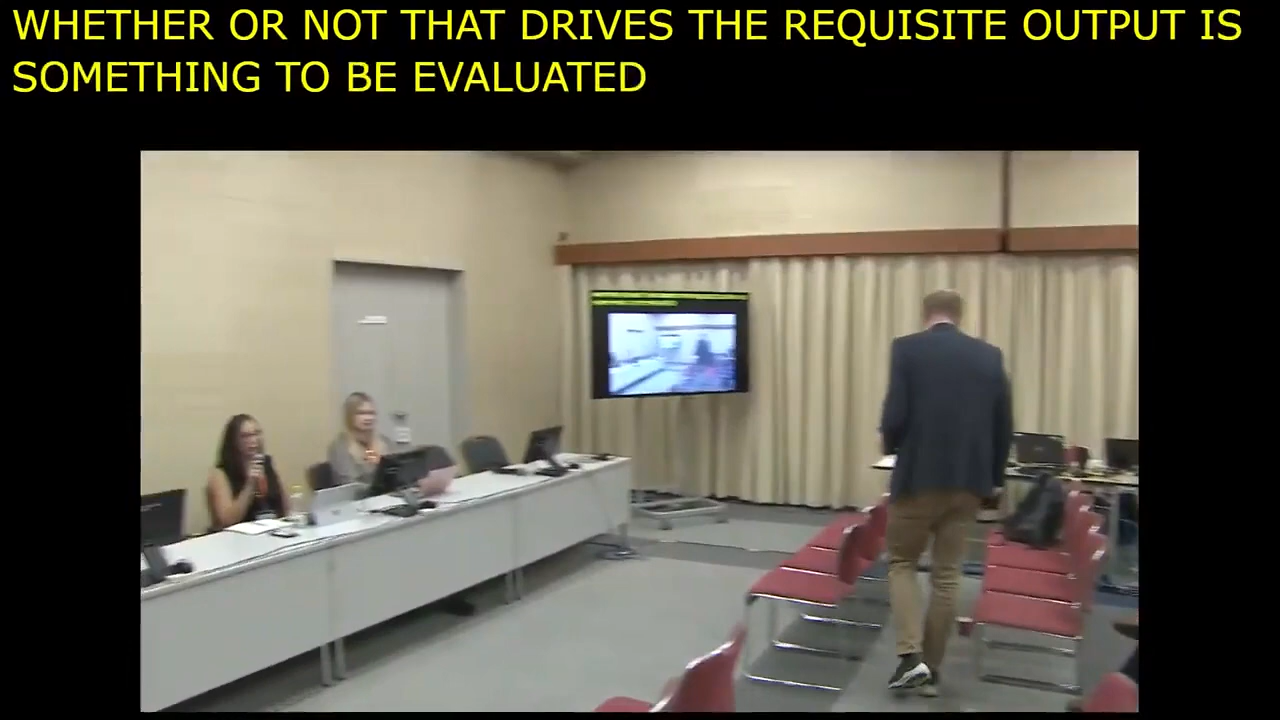 WHETHER OR NOT THAT DRIVES THE REQUISITE OUTPUT IS
SOMETHING TO BE EVALUATED